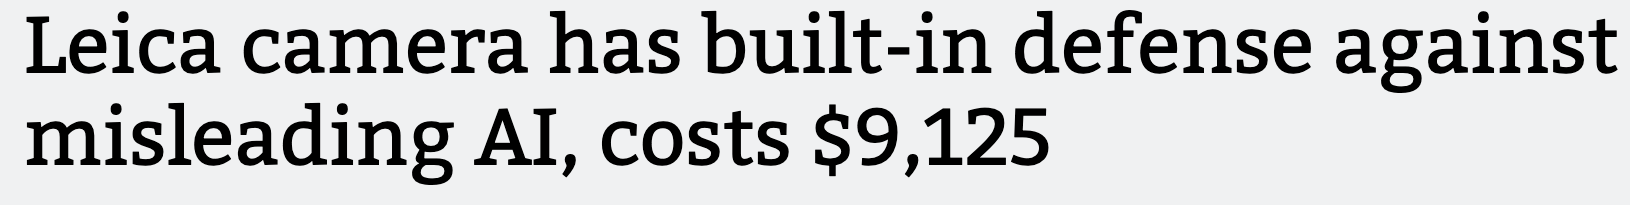 Leica camera has built-in defense against
misleading AI, costs $9,125